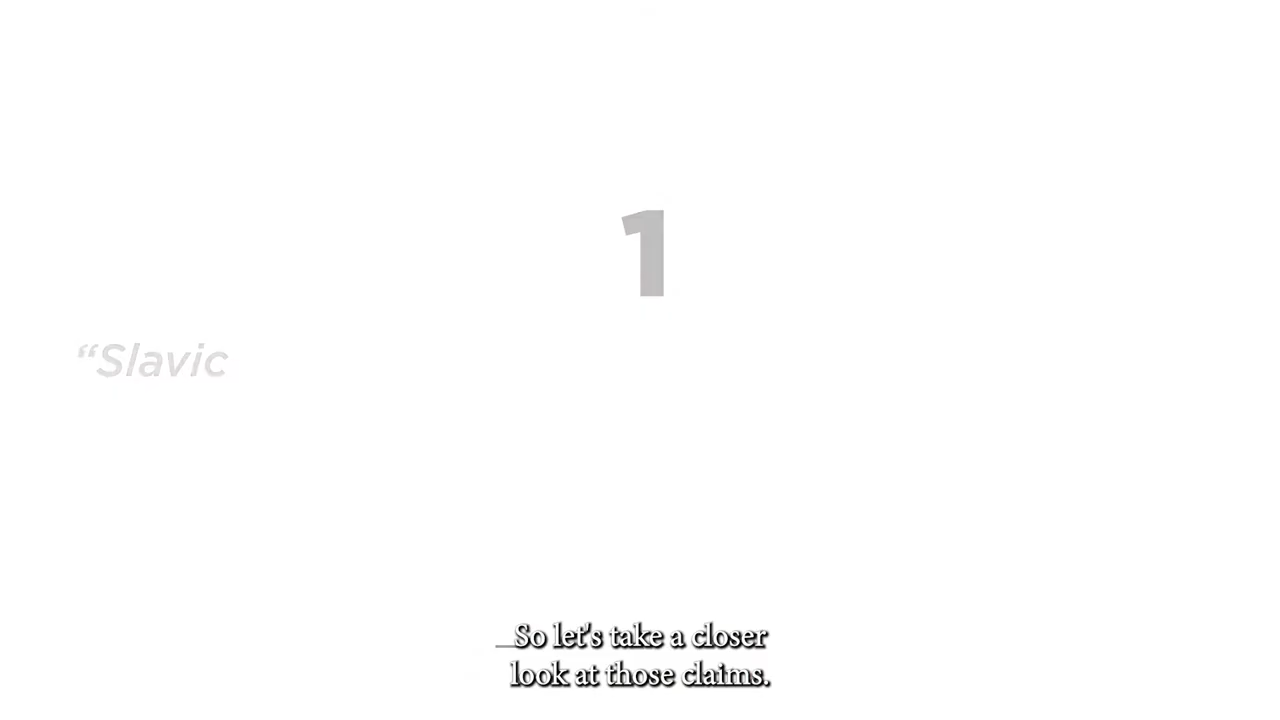 1
“Slavic
So let's take a closer
look at those claims.